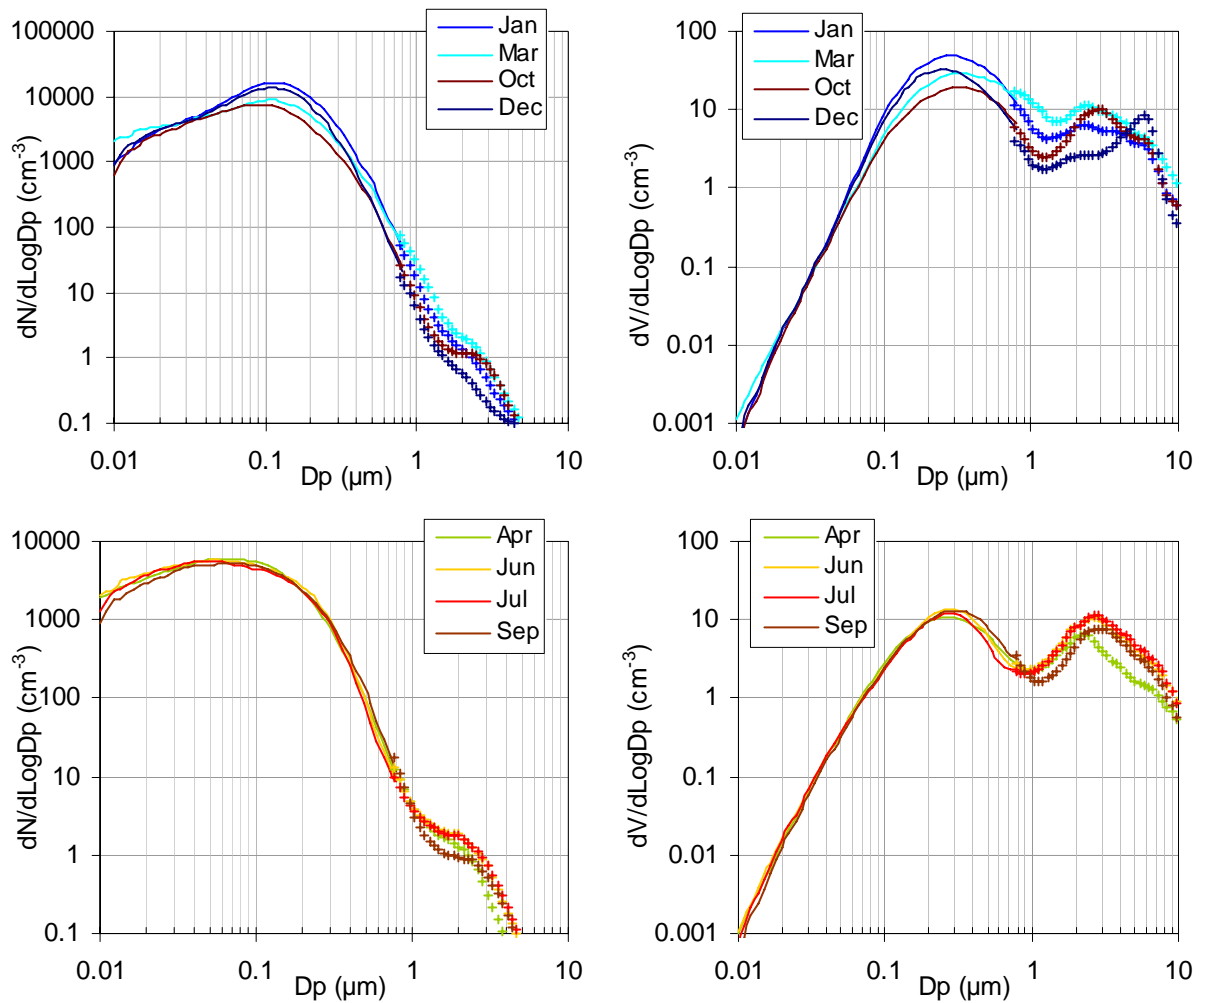 100000
10000
1000
100
10
1
0.1
dN/dLogDp (cm-3)
0.01
0.1
1
10
Dp (µm)
Jan
Mar
Oct
Dec
100
10
1
0.1
0.01
0.001
dV/dLogDp (cm-3)
0.01
0.1
1
10
Dp (µm)
Jan
Mar
Oct
Dec
10000
1000
100
10
1
0.1
dN/dLogDp (cm-3)
0.01
0.1
1
10
Dp (µm)
Apr
Jun
Jul
Sep
100
10
1
0.1
0.01
0.001
dV/dLogDp (cm-3)
0.01
0.1
1
10
Dp (µm)
Apr
Jun
Jul
Sep